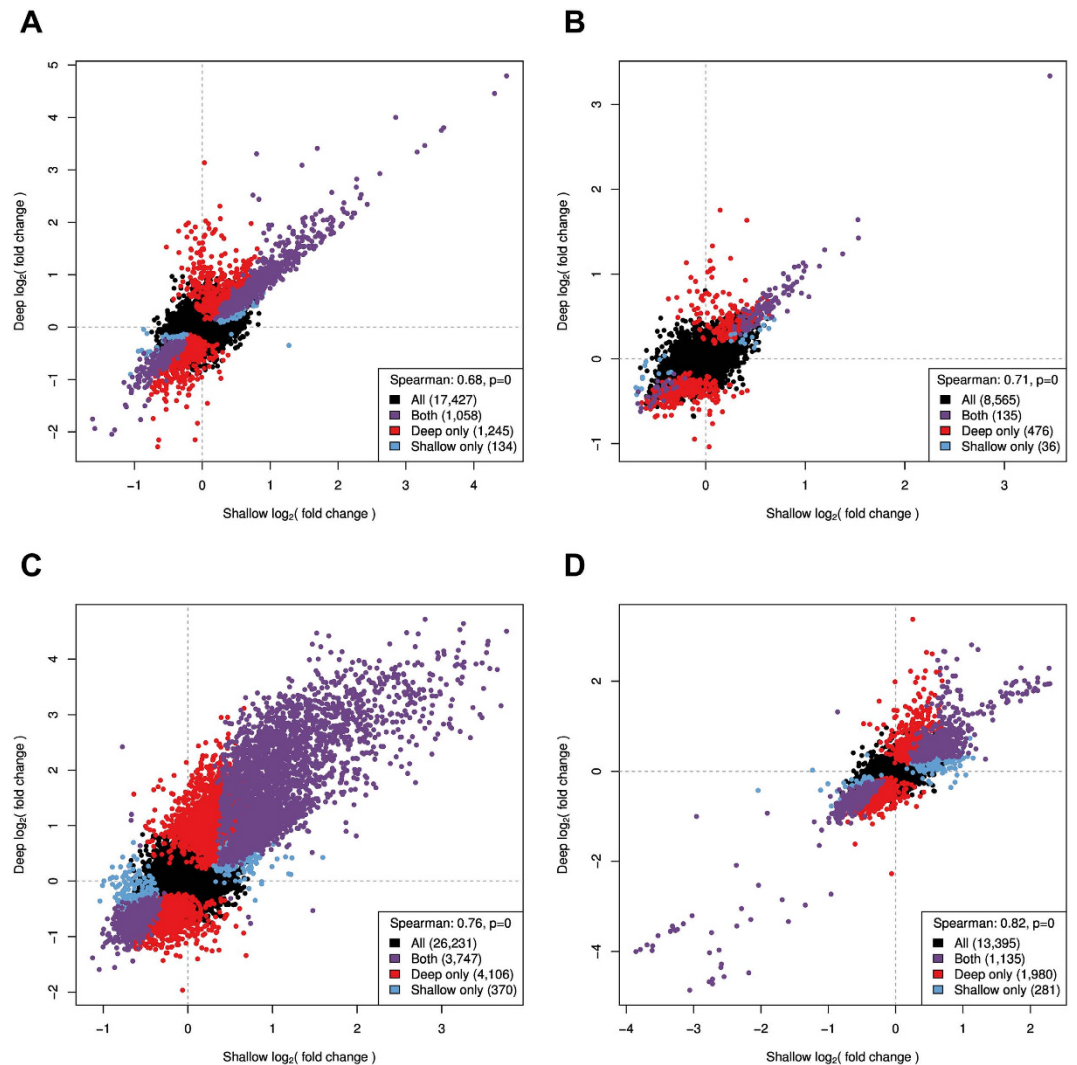 A
5
4
3
2
1
0
−1
−2
Deep log2( fold change )
Spearman: 0.68, p=0
All (17,427)
Both (1,058)
Deep only (1,245)
Shallow only (134)
−1 0 1 2 3 4
Shallow log2( fold change )
B
3
2
1
0
−1
Deep log2( fold change )
Spearman: 0.71, p=0
All (8,565)
Both (135)
Deep only (476)
Shallow only (36)
0 1 2 3
Shallow log2( fold change )
C
4
3
2
1
0
−1
−2
Deep log2( fold change )
Spearman: 0.76, p=0
All (26,231)
Both (3,747)
Deep only (4,106)
Shallow only (370)
−1 0 1 2 3
Shallow log2( fold change )
D
2
0
−2
−4
Deep log2( fold change )
Spearman: 0.82, p=0
All (13,395)
Both (1,135)
Deep only (1,980)
Shallow only (281)
−4 −3 −2 −1 0 1 2
Shallow log2( fold change )